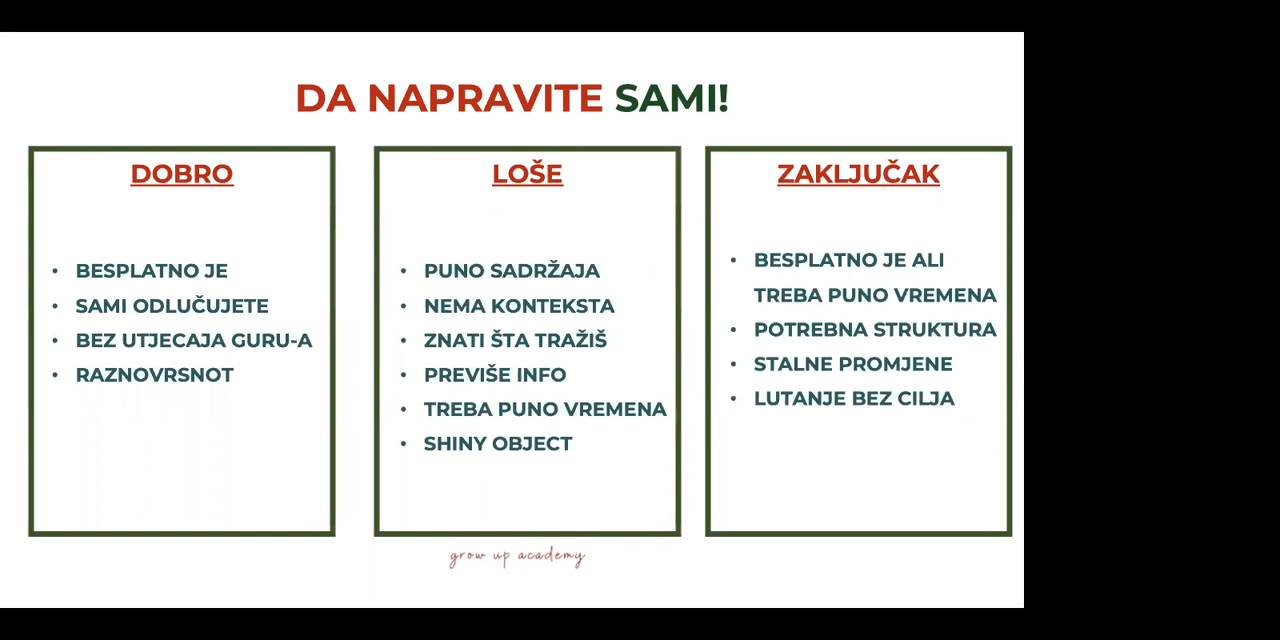 DA NAPRAVITE SAMI!
DOBRO
• BESPLATNO JE
• SAMI ODLUČUJETE
• BEZ UTJECAJA GURU-A
• RAZNOVRSNOT
LOŠE
• PUNO SADRŽAJA
• NEMA KONTEKSTA
• ZNATI ŠTA TRAŽIŠ
• PREVIŠE INFO
• TREBA PUNO VREMENA
• SHINY OBJECT
ZAKLJUČAK
• BESPLATNO JE ALI
TREBA PUNO VREMENA
• POTREBNA STRUKTURA
• STALNE PROMJENE
• LUTANJE BEZ CILJA
grow up academy